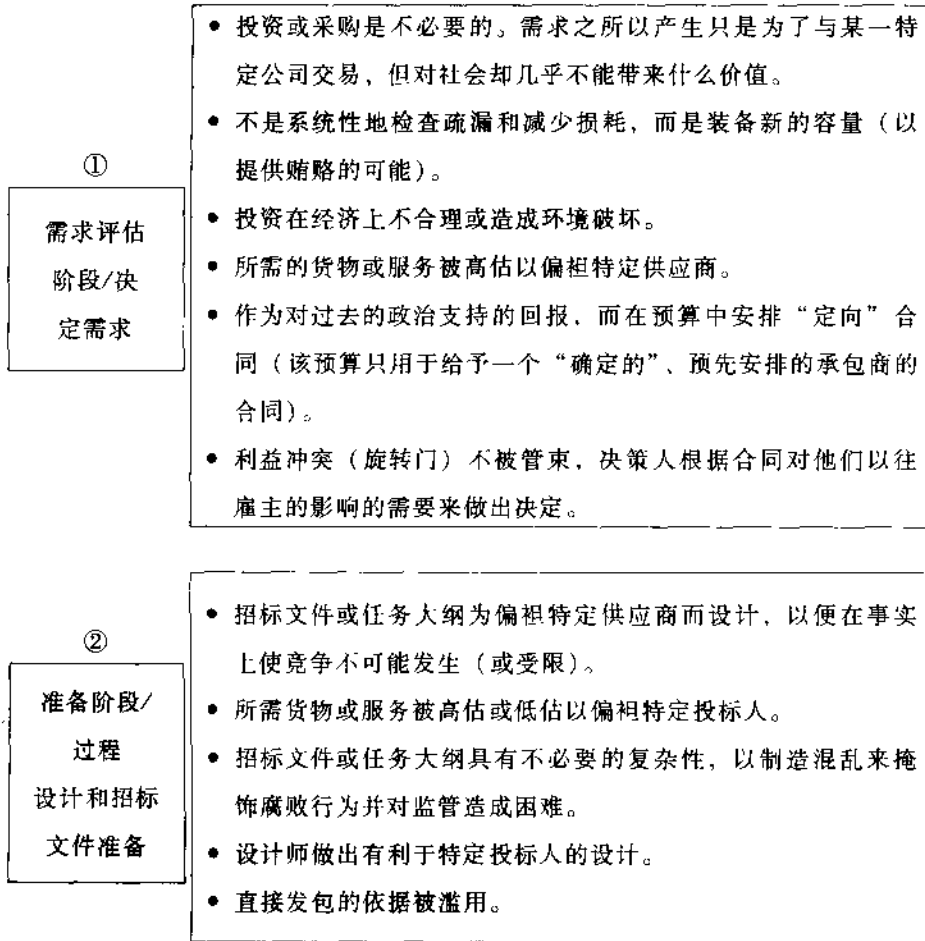 ①
需求评估
阶段/决
定需求
• 投资或采购是不必要的。需求之所以产生只是为了与某一特
定公司交易，但对社会却几乎不能带来什么价值。
• 不是系统性地检查疏漏和减少损耗，而是装备新的容量（以
提供贿赂的可能）。
• 投资在经济上不合理或造成环境破坏。
• 所需的货物或服务被高估以偏袒特定供应商。
• 作为对过去的政治支持的回报，而在预算中安排“定向”合
同（该预算只用于给予一个“确定的”、预先安排的承包商的
合同）。
• 利益冲突（旋转门）不被管束，决策人根据合同对他们以往
雇主的影响的需要来做出决定。
②
准备阶段/
过程
设计和招标
文件准备
• 招标文件或任务大纲为偏袒特定供应商而设计，以便在事实
上使竞争不可能发生（或受限）。
• 所需货物或服务被高估或低估以偏袒特定投标人。
• 招标文件或任务大纲具有不必要的复杂性，以制造混乱来掩
饰腐败行为并对监管造成困难。
• 设计师做出有利于特定投标人的设计。
• 直接发包的依据被滥用。